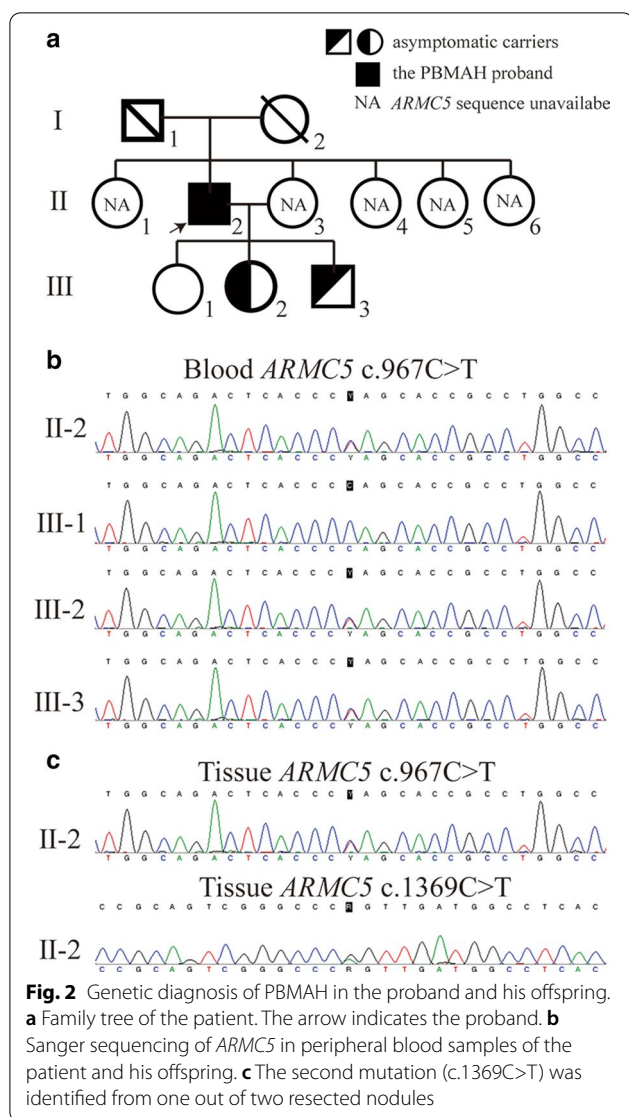 a
asymptomatic carriers
the PBMAH proband
NA ARMC5 sequence unavailabe
I
1
2
II
NA
NA
NA
NA
NA
1
2
3
4
5
6
III
1
2
3
b
Blood ARMC5 c.967C>T
T G G C A G A C T C A C C C Y A G C A C C G C C T G G C C
II-2
T G G C A G A C T C A C C C Y A G C A C C G C C T G G C C
T G G C A G A C T C A C C C C A G C A C C G C C T G G C C
III-1
T G G C A G A C T C A C C C C A G C A C C G C C T G G C C
T G G C A G A C T C A C C C Y A G C A C C G C C T G G C C
III-2
T G G C A G A C T C A C C C Y A G C A C C G C C T G G C C
T G G C A G A C T C A C C C Y A G C A C C G C C T G G C C
III-3
T G G C A G A C T C A C C C Y A G C A C C G C C T G G C C
c
Tissue ARMC5 c.967C>T
T G G C A G A C T C A C C C Y A G C A C C G C C T G G C C
II-2
T G G C A G A C T C A C C C Y A G C A C C G C C T G G C C
Tissue ARMC5 c.1369C>T
C C G C A G T C G G G C C C R G T T G A T G G C C T C A C
II-2
C C G C A G T C G G G C C C R G T T G A T G G C C T C A C
Fig. 2 Genetic diagnosis of PBMAH in the proband and his offspring.
a Family tree of the patient. The arrow indicates the proband. b
Sanger sequencing of ARMC5 in peripheral blood samples of the
patient and his offspring. c The second mutation (c.1369C>T) was
identified from one out of two resected nodules